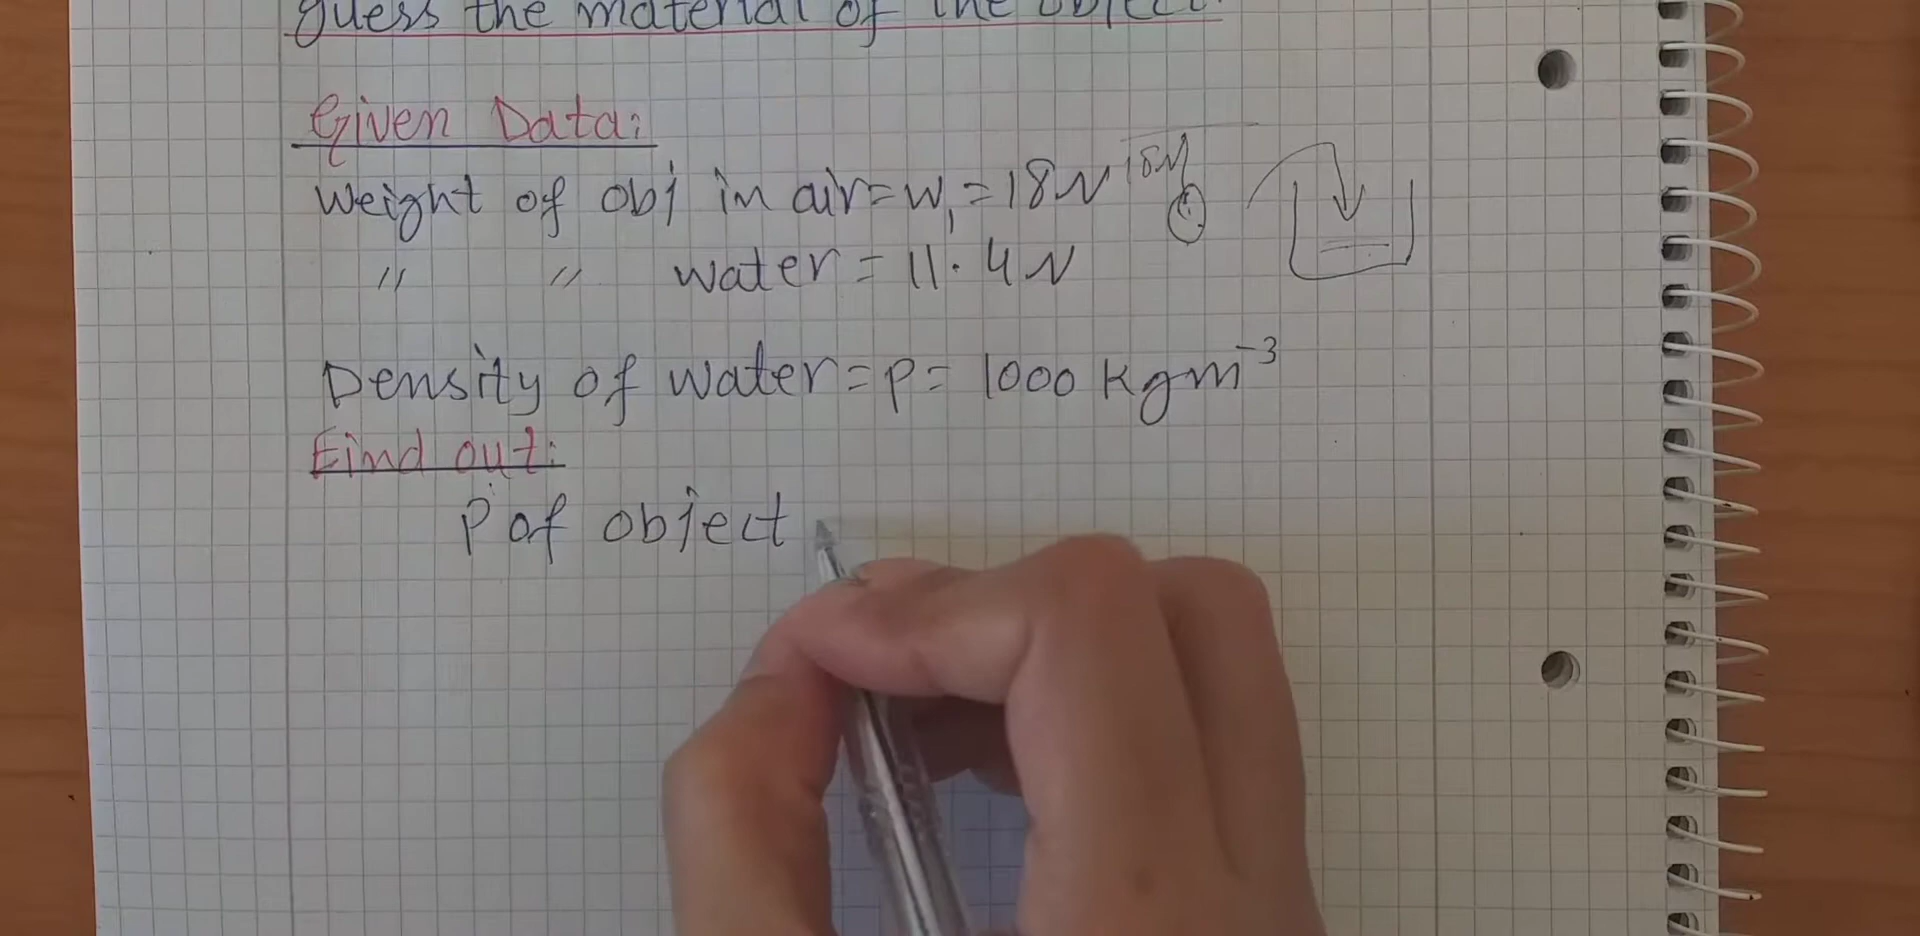 guess the material of the object.
Given Data:
Weight of obj in air = w₁ = 18N
18N
" " water = 11.4N
Density of water = ρ = 1000 kgm⁻³
Find out:
ρ of object